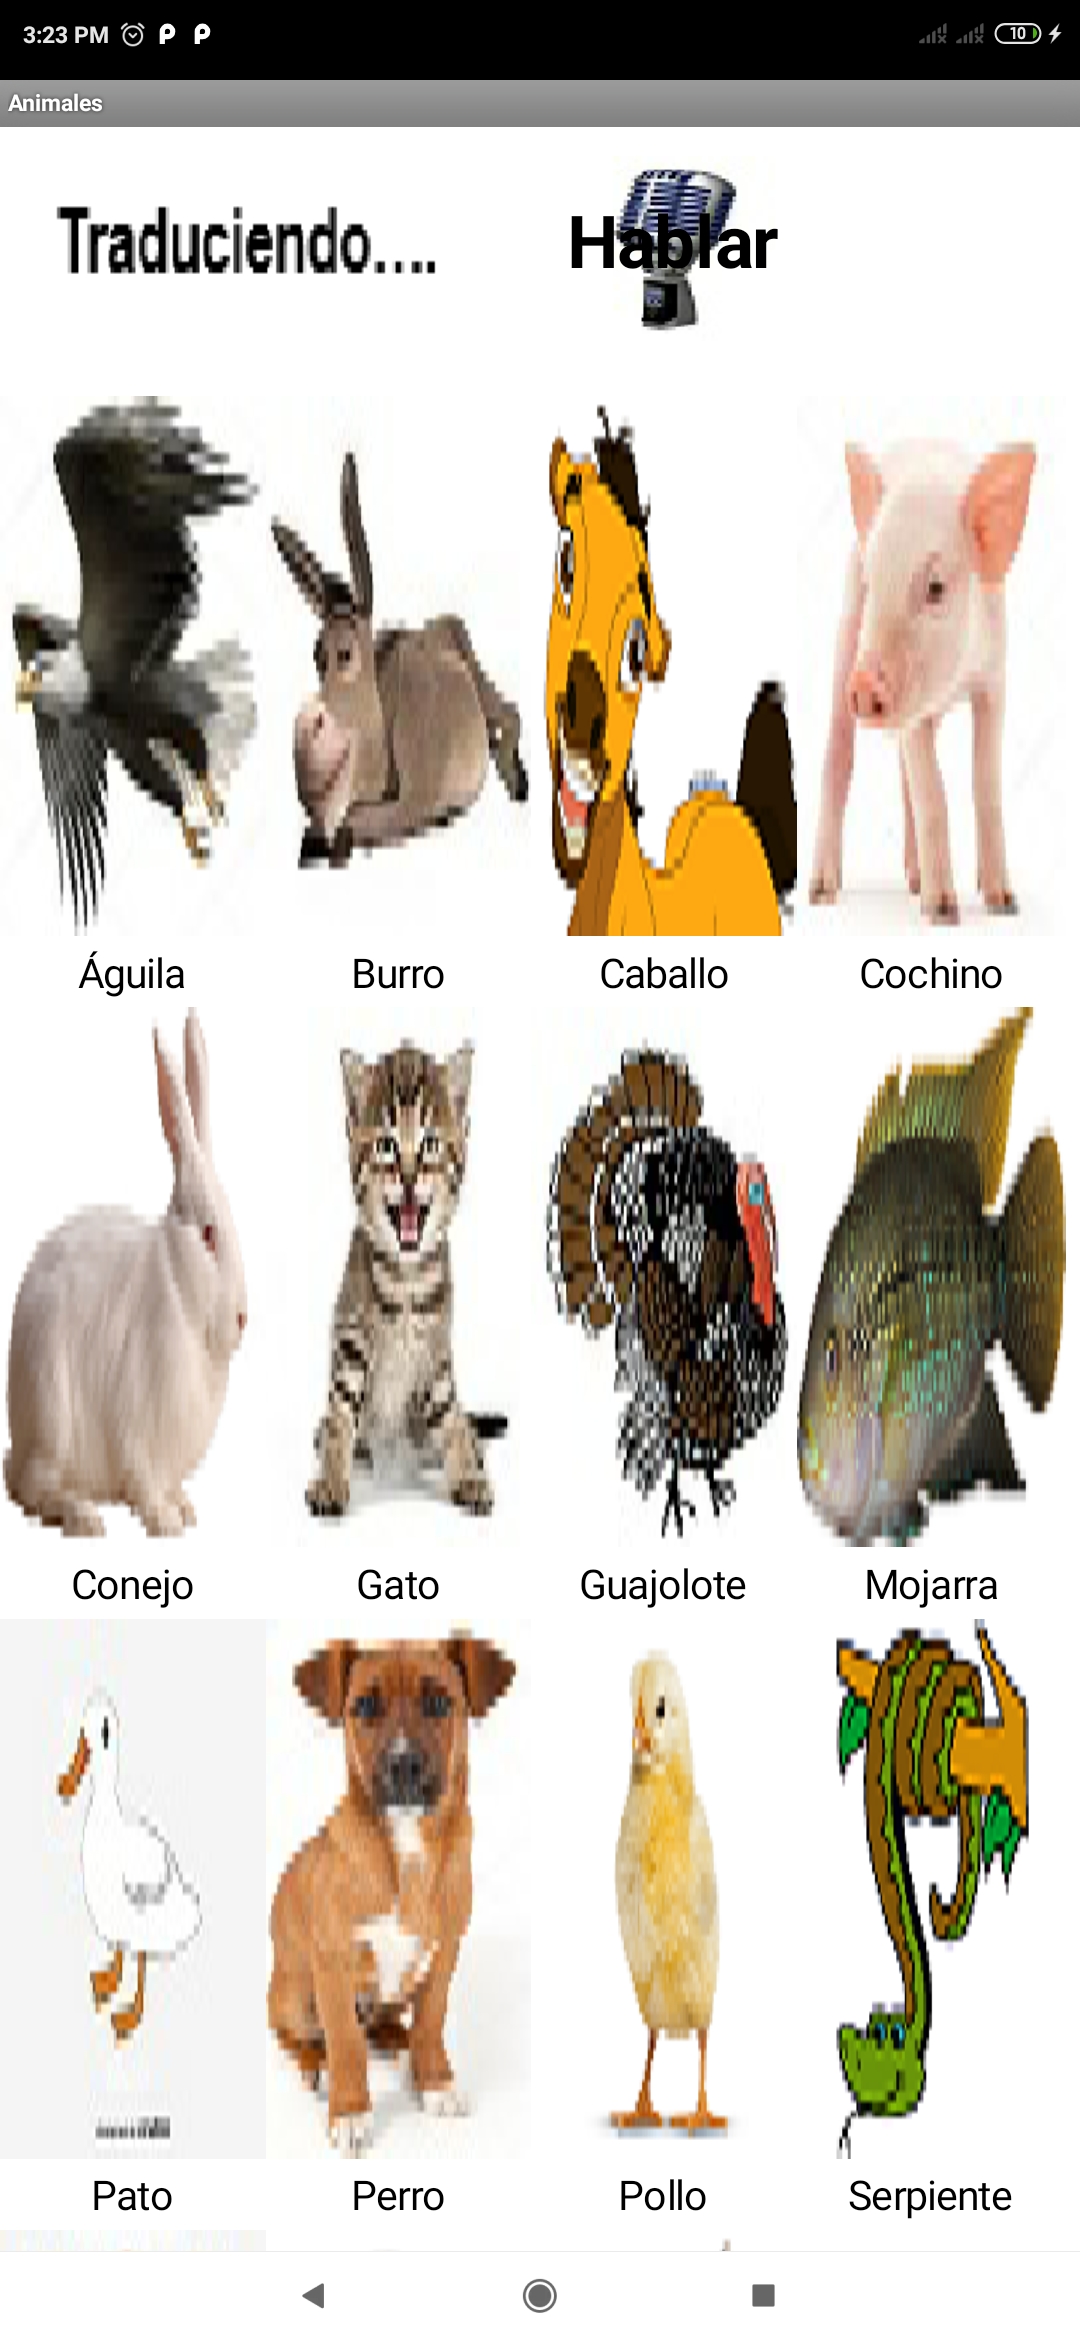 3:23 PM
10
Animales
Traduciendo....
Hablar
Águila Burro Caballo Cochino
Conejo Gato Guajolote Mojarra
Pato Perro Pollo Serpiente